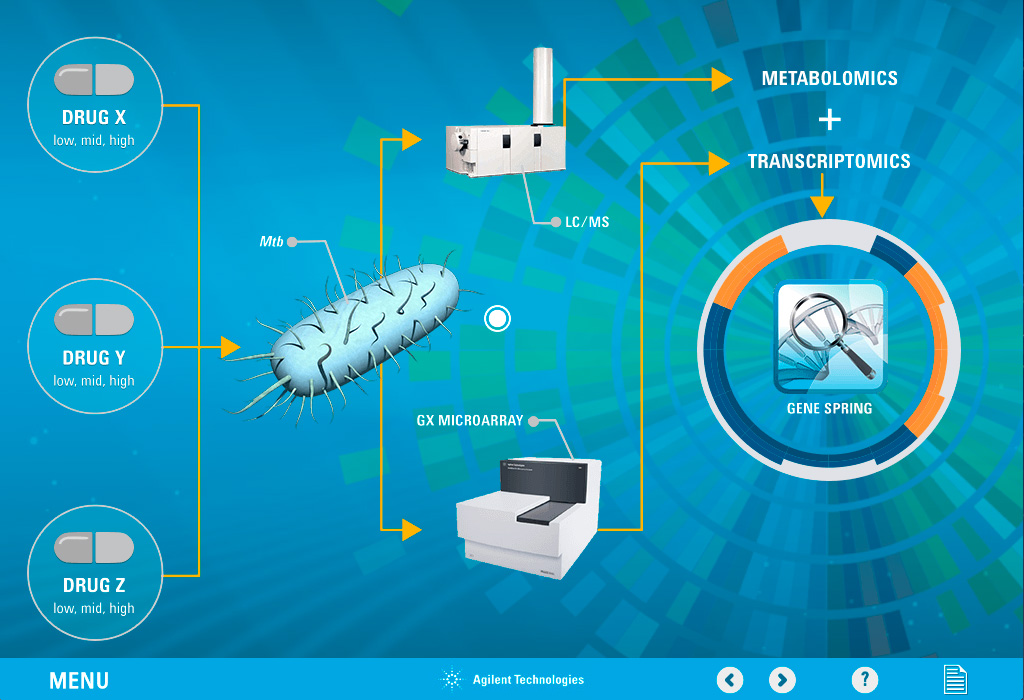 DRUG X
low, mid, high
DRUG Y
low, mid, high
DRUG Z
low, mid, high
Mtb
LC/MS
GX MICROARRAY
METABOLOMICS
+
TRANSCRIPTOMICS
GENE SPRING
MENU
Agilent Technologies
?